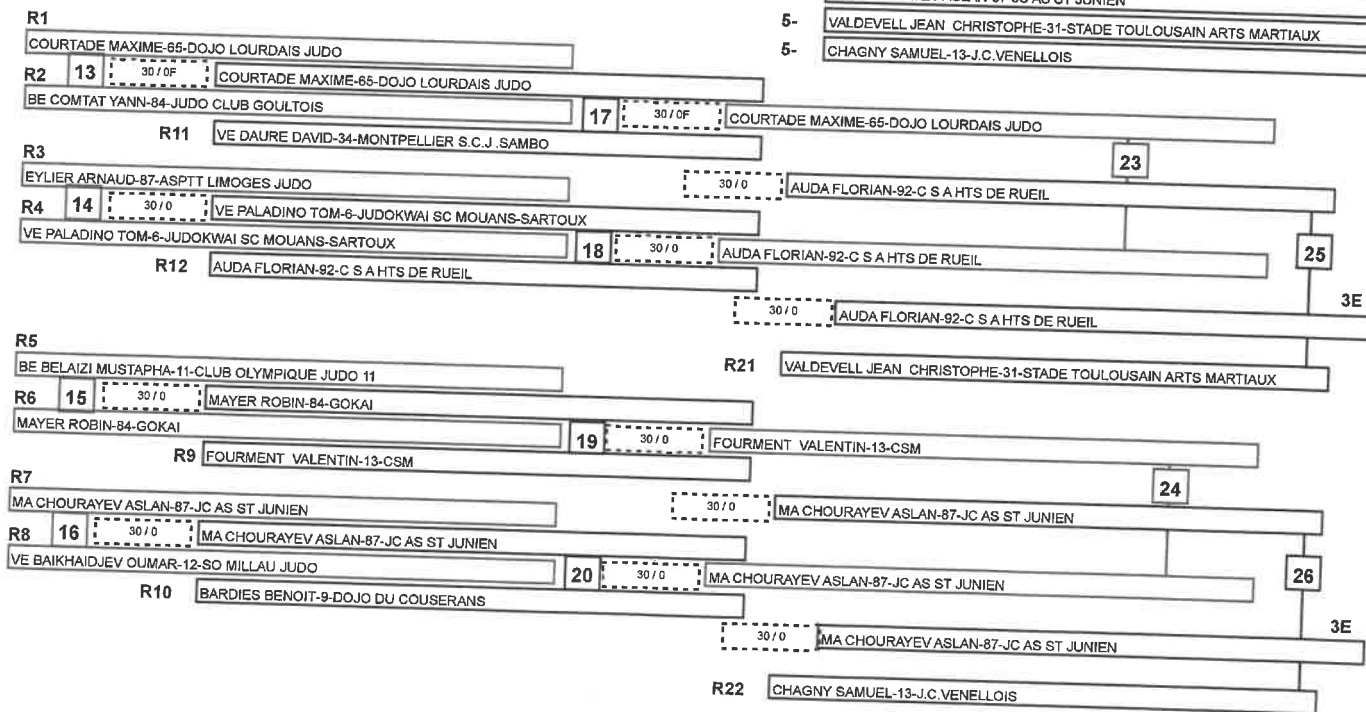 5-
VALDEVELL JEAN CHRISTOPHE-31-STADE TOULOUSAIN ARTS MARTIAUX
5-
CHAGNY SAMUEL-13-J.C.VENELLOIS
R1
COURTADE MAXIME-65-DOJO LOURDAIS JUDO
R2
13
30 / 0F
COURTADE MAXIME-65-DOJO LOURDAIS JUDO
BE COMTAT YANN-84-JUDO CLUB GOULTOIS
17
30 / 0F
COURTADE MAXIME-65-DOJO LOURDAIS JUDO
R11
VE DAURE DAVID-34-MONTPELLIER S.C.J .SAMBO
23
R3
EYLIER ARNAUD-87-ASPTT LIMOGES JUDO
30 / 0
AUDA FLORIAN-92-C S A HTS DE RUEIL
R4
14
30 / 0
VE PALADINO TOM-6-JUDOKWAI SC MOUANS-SARTOUX
VE PALADINO TOM-6-JUDOKWAI SC MOUANS-SARTOUX
18
30 / 0
AUDA FLORIAN-92-C S A HTS DE RUEIL
25
R12
AUDA FLORIAN-92-C S A HTS DE RUEIL
3E
30 / 0
AUDA FLORIAN-92-C S A HTS DE RUEIL
R5
BE BELAIZI MUSTAPHA-11-CLUB OLYMPIQUE JUDO 11
R21
VALDEVELL JEAN CHRISTOPHE-31-STADE TOULOUSAIN ARTS MARTIAUX
R6
15
30 / 0
MAYER ROBIN-84-GOKAI
MAYER ROBIN-84-GOKAI
19
30 / 0
FOURMENT VALENTIN-13-CSM
R9
FOURMENT VALENTIN-13-CSM
24
R7
MA CHOURAYEV ASLAN-87-JC AS ST JUNIEN
30 / 0
MA CHOURAYEV ASLAN-87-JC AS ST JUNIEN
R8
16
30 / 0
MA CHOURAYEV ASLAN-87-JC AS ST JUNIEN
VE BAIKHAIDJEV OUMAR-12-SO MILLAU JUDO
20
30 / 0
MA CHOURAYEV ASLAN-87-JC AS ST JUNIEN
26
R10
BARDIES BENOIT-9-DOJO DU COUSERANS
3E
30 / 0
MA CHOURAYEV ASLAN-87-JC AS ST JUNIEN
R22
CHAGNY SAMUEL-13-J.C.VENELLOIS